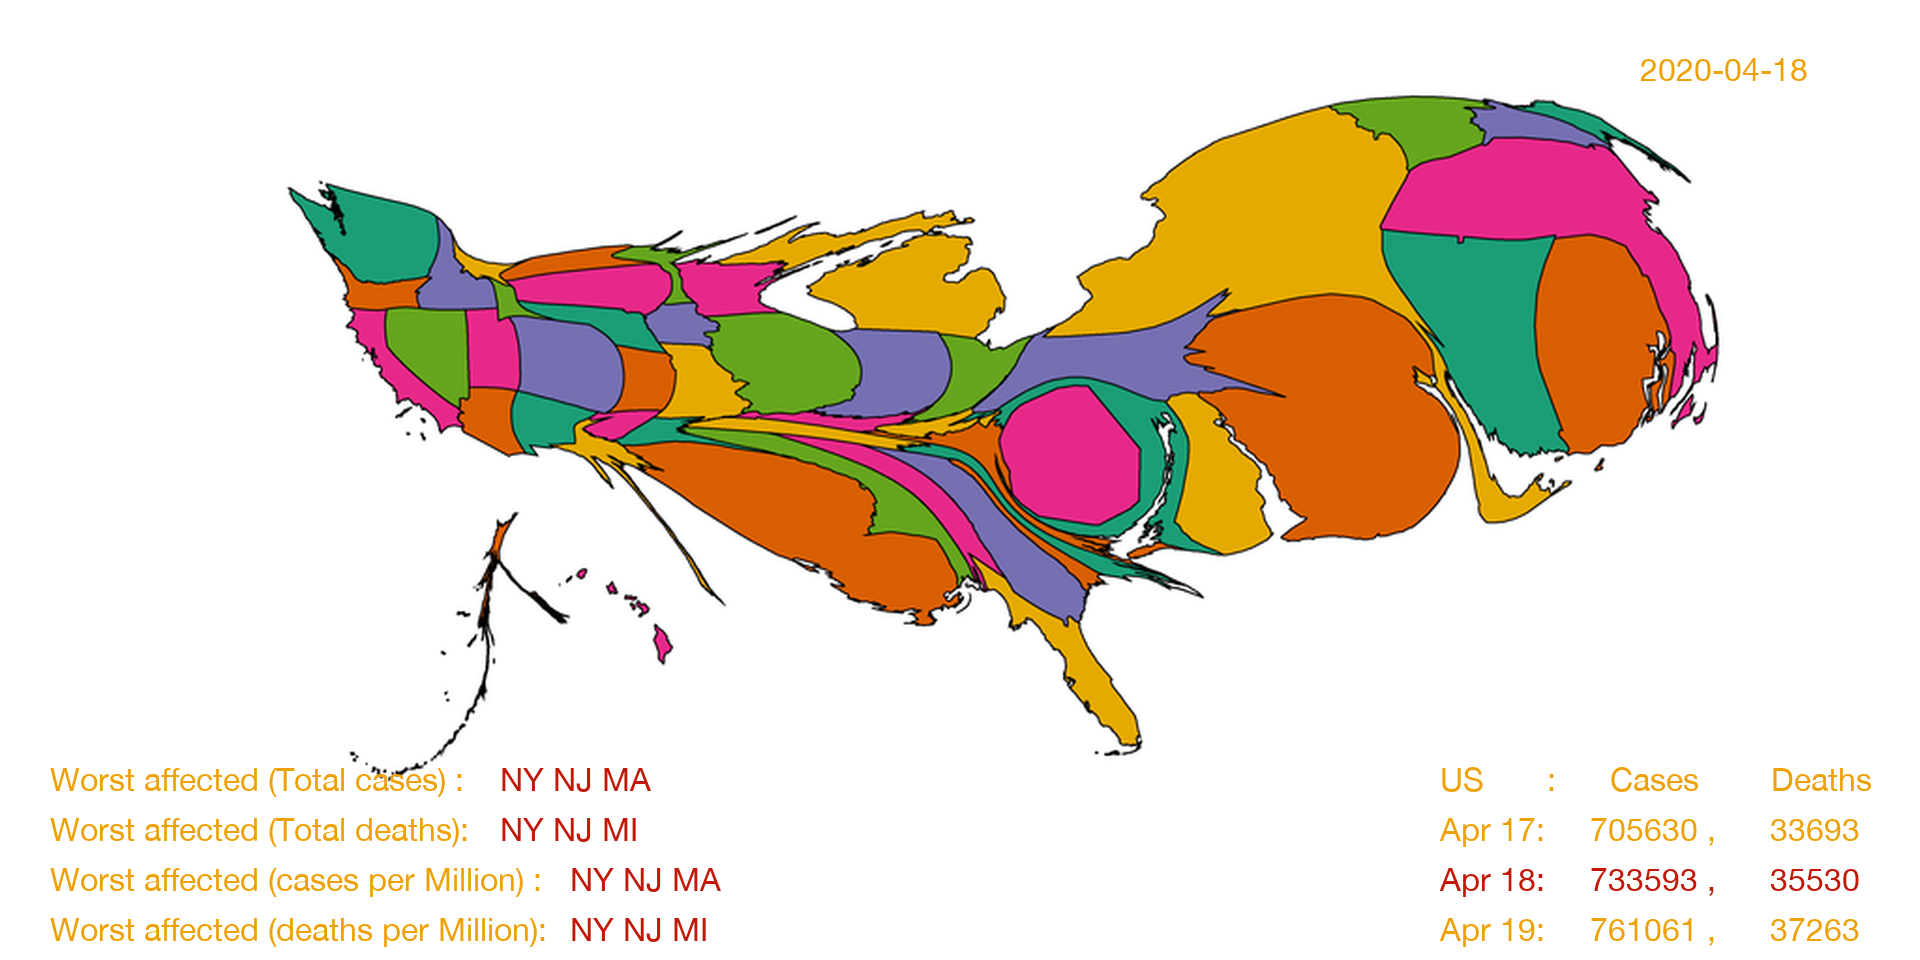 2020-04-18
Worst affected (Total cases) : NY NJ MA
Worst affected (Total deaths): NY NJ MI
Worst affected (cases per Million) : NY NJ MA
Worst affected (deaths per Million): NY NJ MI
US : Cases Deaths
Apr 17: 705630 , 33693
Apr 18: 733593 , 35530
Apr 19: 761061 , 37263